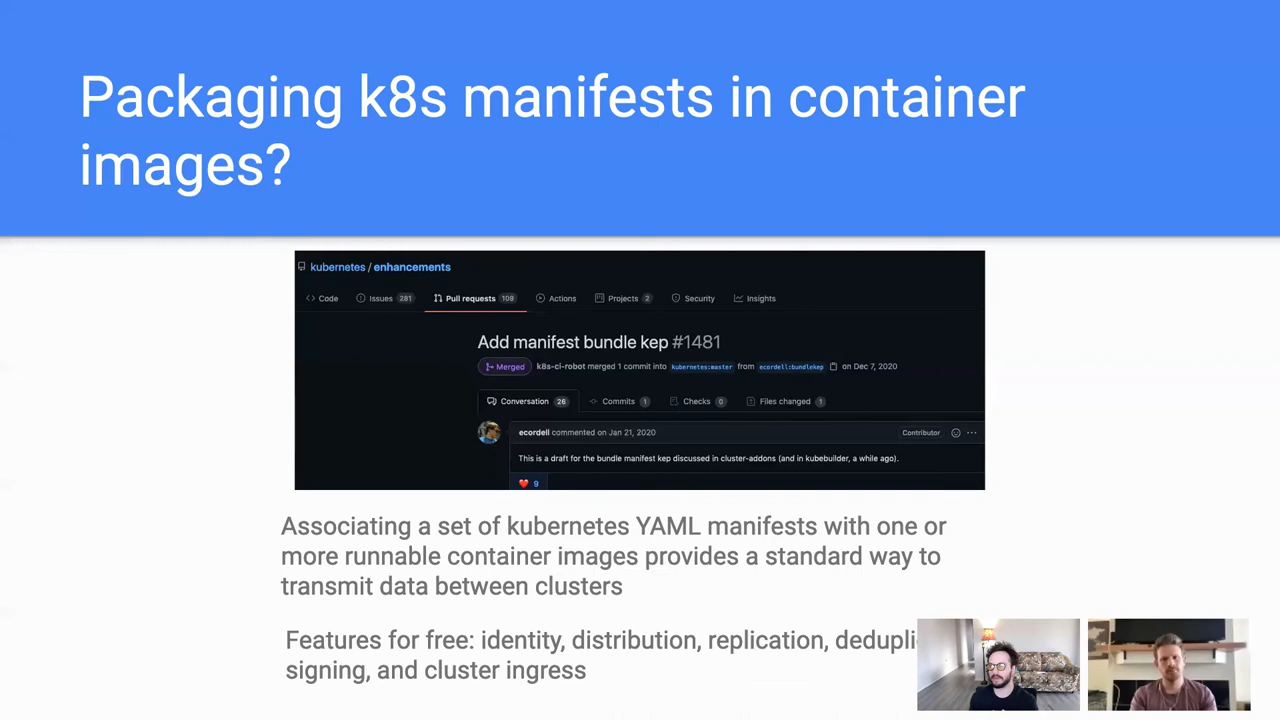 Packaging k8s manifests in container
images?
kubernetes / enhancements
Code Issues 281 Pull requests 109 Actions Projects 2 Security Insights
Add manifest bundle kep #1481
Merged k8s-ci-robot merged 1 commit into kubernetes:master from ecordell:bundlekep on Dec 7, 2020
Conversation 26 Commits 1 Checks 0 Files changed 1
ecordell commented on Jan 21, 2020 Contributor
This is a draft for the bundle manifest kep discussed in cluster-addons (and in kubebuilder, a while ago).
9
Associating a set of kubernetes YAML manifests with one or
more runnable container images provides a standard way to
transmit data between clusters
Features for free: identity, distribution, replication, dedupli
signing, and cluster ingress